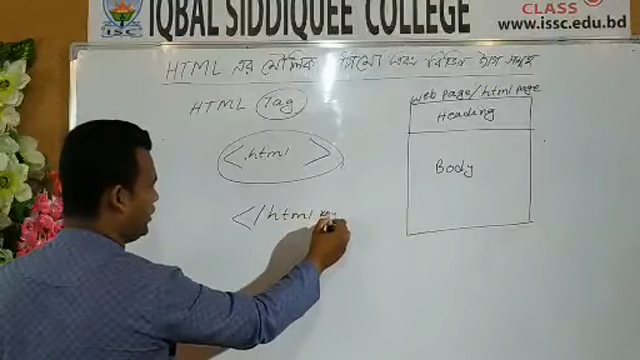 IQBAL SIDDIQUEE COLLEGE
ISC
CLASS
www.issc.edu.bd
HTML এর মৌলিক বিষয় এবং বিভিন্ন ট্যাগ সমূহ
HTML Tag
web page/html page
Heading
< .html >
Body
</html